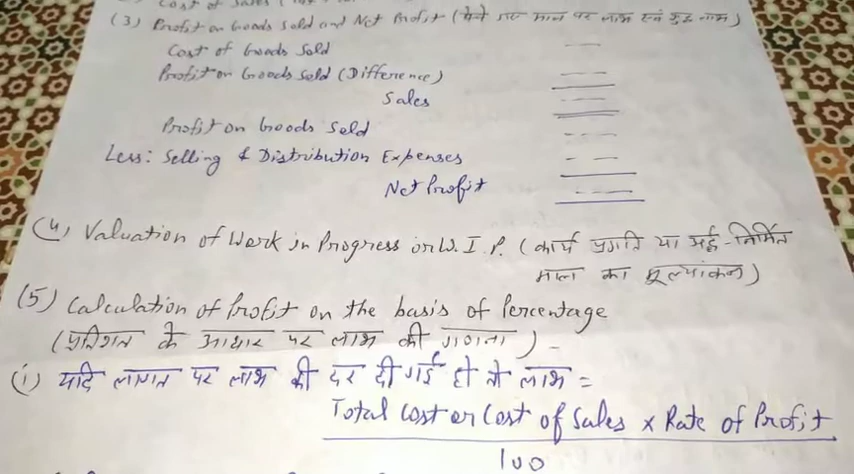 Cost of Sales
(3) Profit on Goods Sold and Net Profit (बेचे गए माल पर लाभ एवं शुद्ध लाभ)
Cost of Goods Sold ---
Profit on Goods Sold (Difference) ---
Sales ---
Profit on Goods Sold ---
Less: Selling & Distribution Expenses ---
Net Profit ---
(4) Valuation of Work in Progress or W.I.P. (कार्य प्रगति या अर्द्ध-निर्मित
माल का मूल्यांकन)
(5) Calculation of Profit on the basis of Percentage
(प्रतिशत के आधार पर लाभ की गणना) -
(i) यदि लागत पर लाभ की दर दी गई हो तो लाभ =
Total Cost or Cost of Sales x Rate of Profit
100